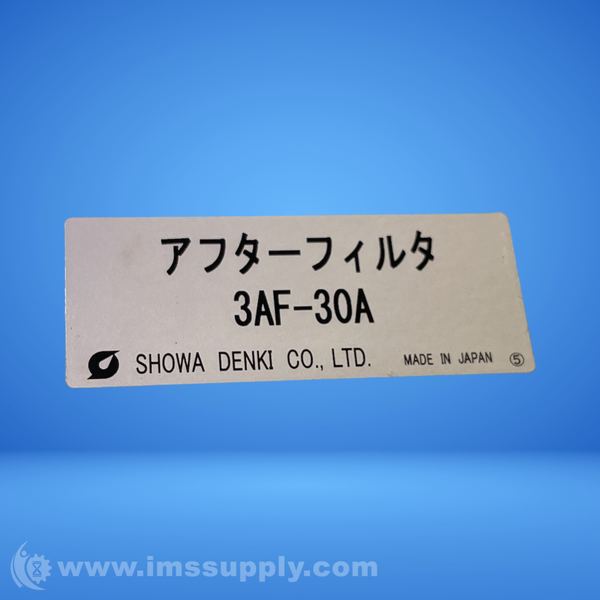 アフターフィルタ
3AF-30A
SHOWA DENKI CO., LTD. MADE IN JAPAN ⑤
www.imssupply.com